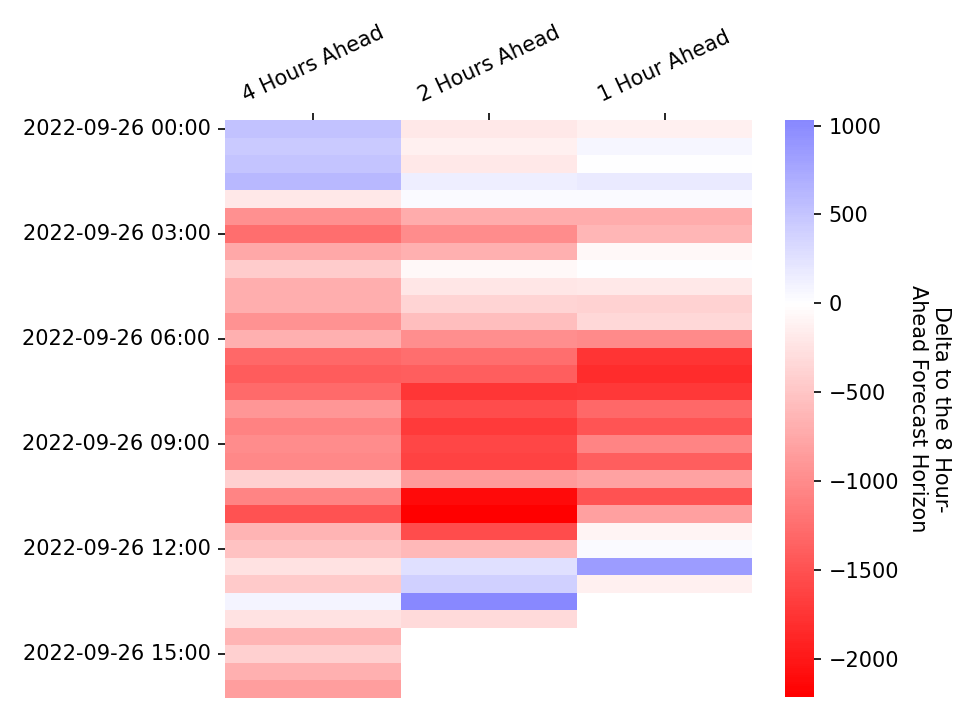 4 Hours Ahead
2 Hours Ahead
1 Hour Ahead
2022-09-26 00:00
2022-09-26 03:00
2022-09-26 06:00
2022-09-26 09:00
2022-09-26 12:00
2022-09-26 15:00
1000
500
0
−500
−1000
−1500
−2000
Delta to the 8 Hour-
Ahead Forecast Horizon